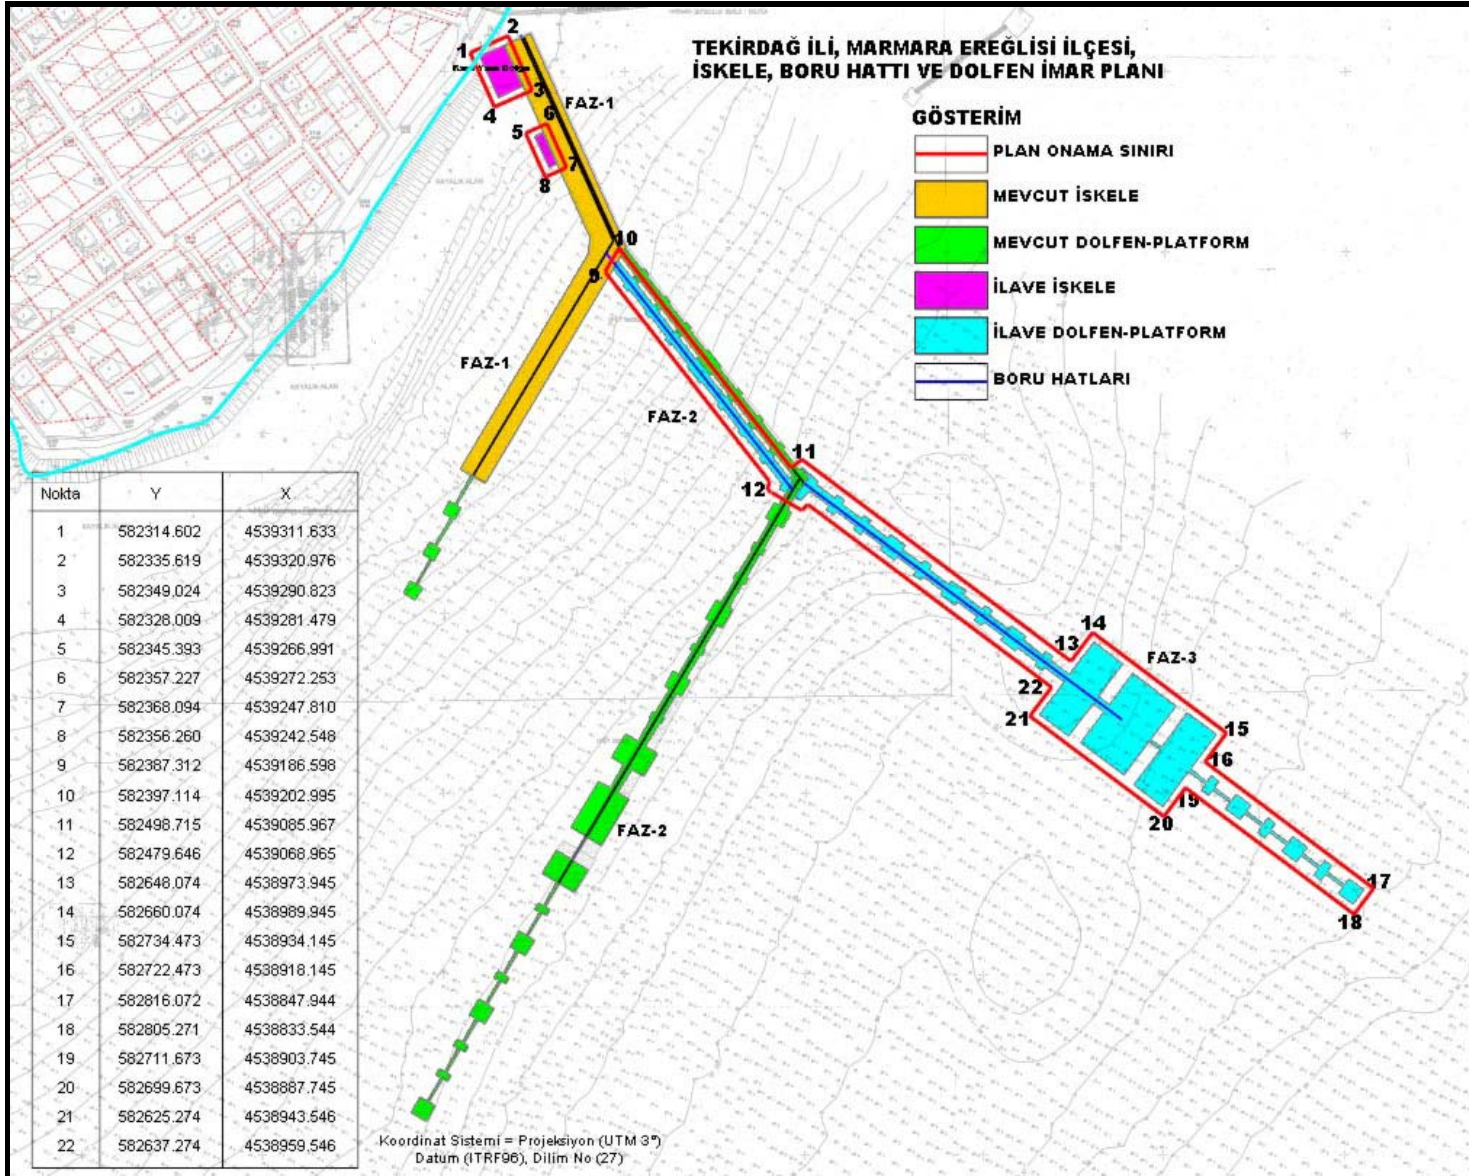 TEKİRDAĞ İLİ, MARMARA EREĞLİSİ İLÇESİ,
İSKELE, BORU HATTI VE DOLFEN İMAR PLANI
GÖSTERİM
PLAN ONAMA SINIRI
MEVCUT İSKELE
MEVCUT DOLFEN-PLATFORM
İLAVE İSKELE
İLAVE DOLFEN-PLATFORM
BORU HATLARI
1
2
3
4
FAZ-1
5
6
7
8
10
9
FAZ-1
FAZ-2
11
12
13
14
FAZ-3
22
21
15
16
19
20
17
18
FAZ-2
Nokta Y X
1 582314.602 4539311.633
2 582335.619 4539320.976
3 582349.024 4539290.823
4 582328.009 4539281.479
5 582345.393 4539266.991
6 582357.227 4539272.253
7 582368.094 4539247.810
8 582356.260 4539242.548
9 582387.312 4539186.598
10 582397.114 4539202.995
11 582498.715 4539085.967
12 582479.646 4539068.965
13 582648.074 4538973.945
14 582660.074 4538989.945
15 582734.473 4538934.145
16 582722.473 4538918.145
17 582816.072 4538847.944
18 582805.271 4538833.544
19 582711.673 4538903.745
20 582699.673 4538887.745
21 582625.274 4538943.546
22 582637.274 4538959.546
Koordinat Sistemi = Projeksiyon (UTM 3°)
Datum (ITRF96), Dilim No (27)